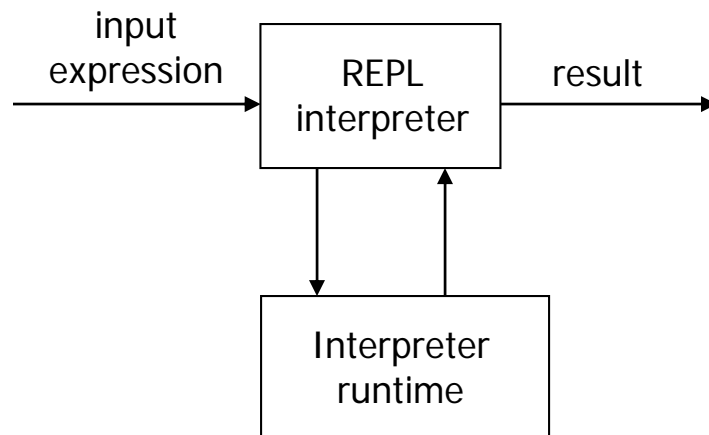 input
expression
REPL
interpreter
result
Interpreter
runtime